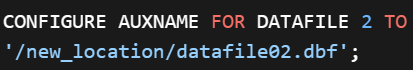 CONFIGURE AUXNAME FOR DATAFILE 2 TO
'/new_location/datafile02.dbf';